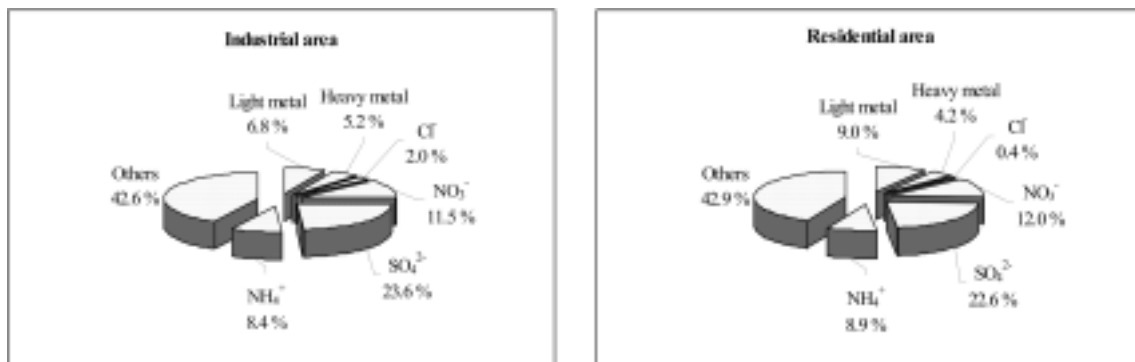 Industrial area
Light metal
6.8 %
Heavy metal
5.2 %
Cl⁻
2.0 %
NO₃⁻
11.5 %
SO₄²⁻
23.6 %
NH₄⁺
8.4 %
Others
42.6 %
Residential area
Light metal
9.0 %
Heavy metal
4.2 %
Cl⁻
0.4 %
NO₃⁻
12.0 %
SO₄²⁻
22.6 %
NH₄⁺
8.9 %
Others
42.9 %